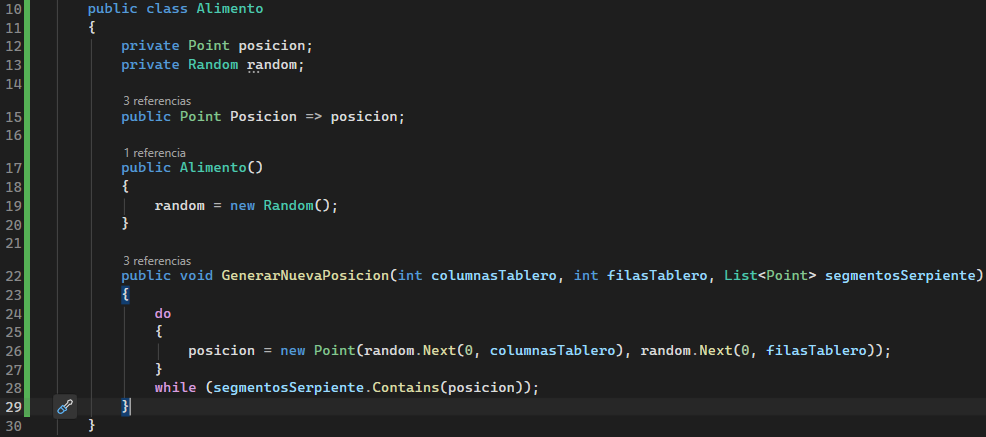 10 public class Alimento
11 {
12 private Point posicion;
13 private Random random;
14
3 referencias
15 public Point Posicion => posicion;
16
1 referencia
17 public Alimento()
18 {
19 random = new Random();
20 }
21
3 referencias
22 public void GenerarNuevaPosicion(int columnasTablero, int filasTablero, List<Point> segmentosSerpiente)
23 {
24 do
25 {
26 posicion = new Point(random.Next(0, columnasTablero), random.Next(0, filasTablero));
27 }
28 while (segmentosSerpiente.Contains(posicion));
29 }
30 }